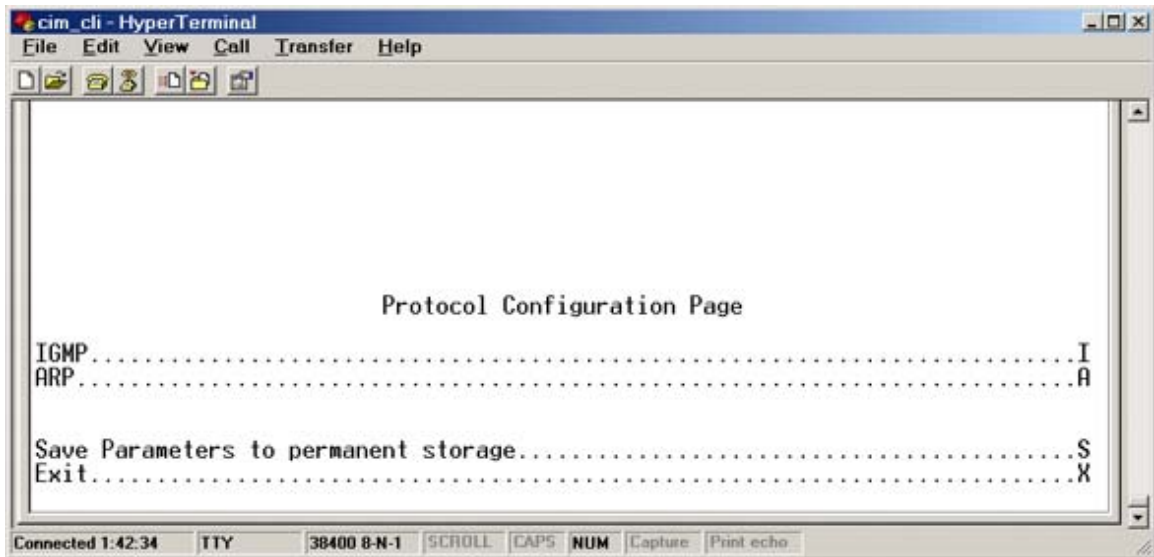 cim_cli - HyperTerminal
File Edit View Call Transfer Help
Protocol Configuration Page
IGMP...........................................................................I
ARP............................................................................A
Save Parameters to permanent storage..........................................S
Exit...........................................................................X
Connected 1:42:34 TTY 38400 8-N-1 SCROLL CAPS NUM Capture Print echo